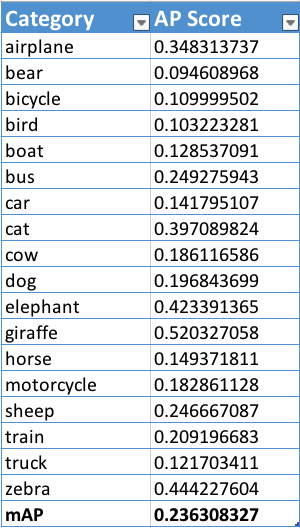 Category AP Score
airplane 0.348313737
bear 0.094608968
bicycle 0.109999502
bird 0.103223281
boat 0.128537091
bus 0.249275943
car 0.141795107
cat 0.397089824
cow 0.186116586
dog 0.196843699
elephant 0.423391365
giraffe 0.520327058
horse 0.149371811
motorcycle 0.182861128
sheep 0.246667087
train 0.209196683
truck 0.121703411
zebra 0.444227604
mAP 0.236308327